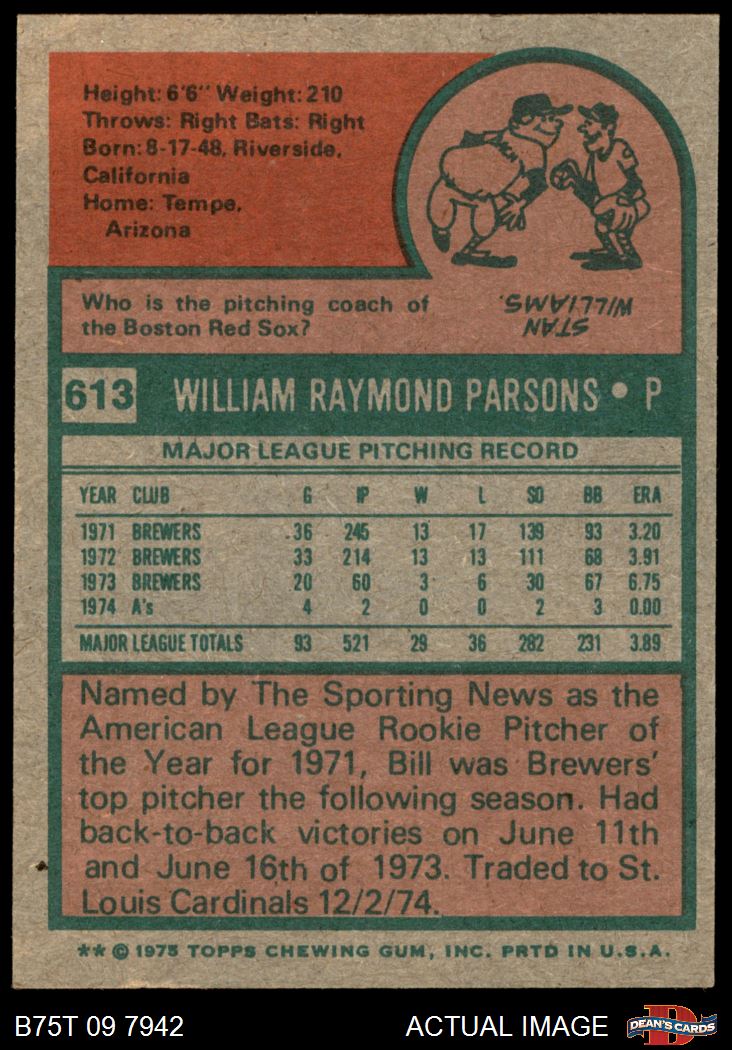 Height: 6'6" Weight: 210
Throws: Right Bats: Right
Born: 8-17-48, Riverside,
California
Home: Tempe,
Arizona
Who is the pitching coach of
the Boston Red Sox?
STAN
WILLIAMS.
613 WILLIAM RAYMOND PARSONS • P
MAJOR LEAGUE PITCHING RECORD
YEAR CLUB G IP W L SO BB ERA
1971 BREWERS 36 245 13 17 139 93 3.20
1972 BREWERS 33 214 13 13 111 68 3.91
1973 BREWERS 20 60 3 6 30 67 6.75
1974 A's 4 2 0 0 2 3 0.00
MAJOR LEAGUE TOTALS 93 521 29 36 282 231 3.89
Named by The Sporting News as the
American League Rookie Pitcher of
the Year for 1971, Bill was Brewers'
top pitcher the following season. Had
back-to-back victories on June 11th
and June 16th of 1973. Traded to St.
Louis Cardinals 12/2/74.
** © 1975 TOPPS CHEWING GUM, INC. PRTD IN U.S.A.
B75T 09 7942 ACTUAL IMAGE DEAN'S CARDS